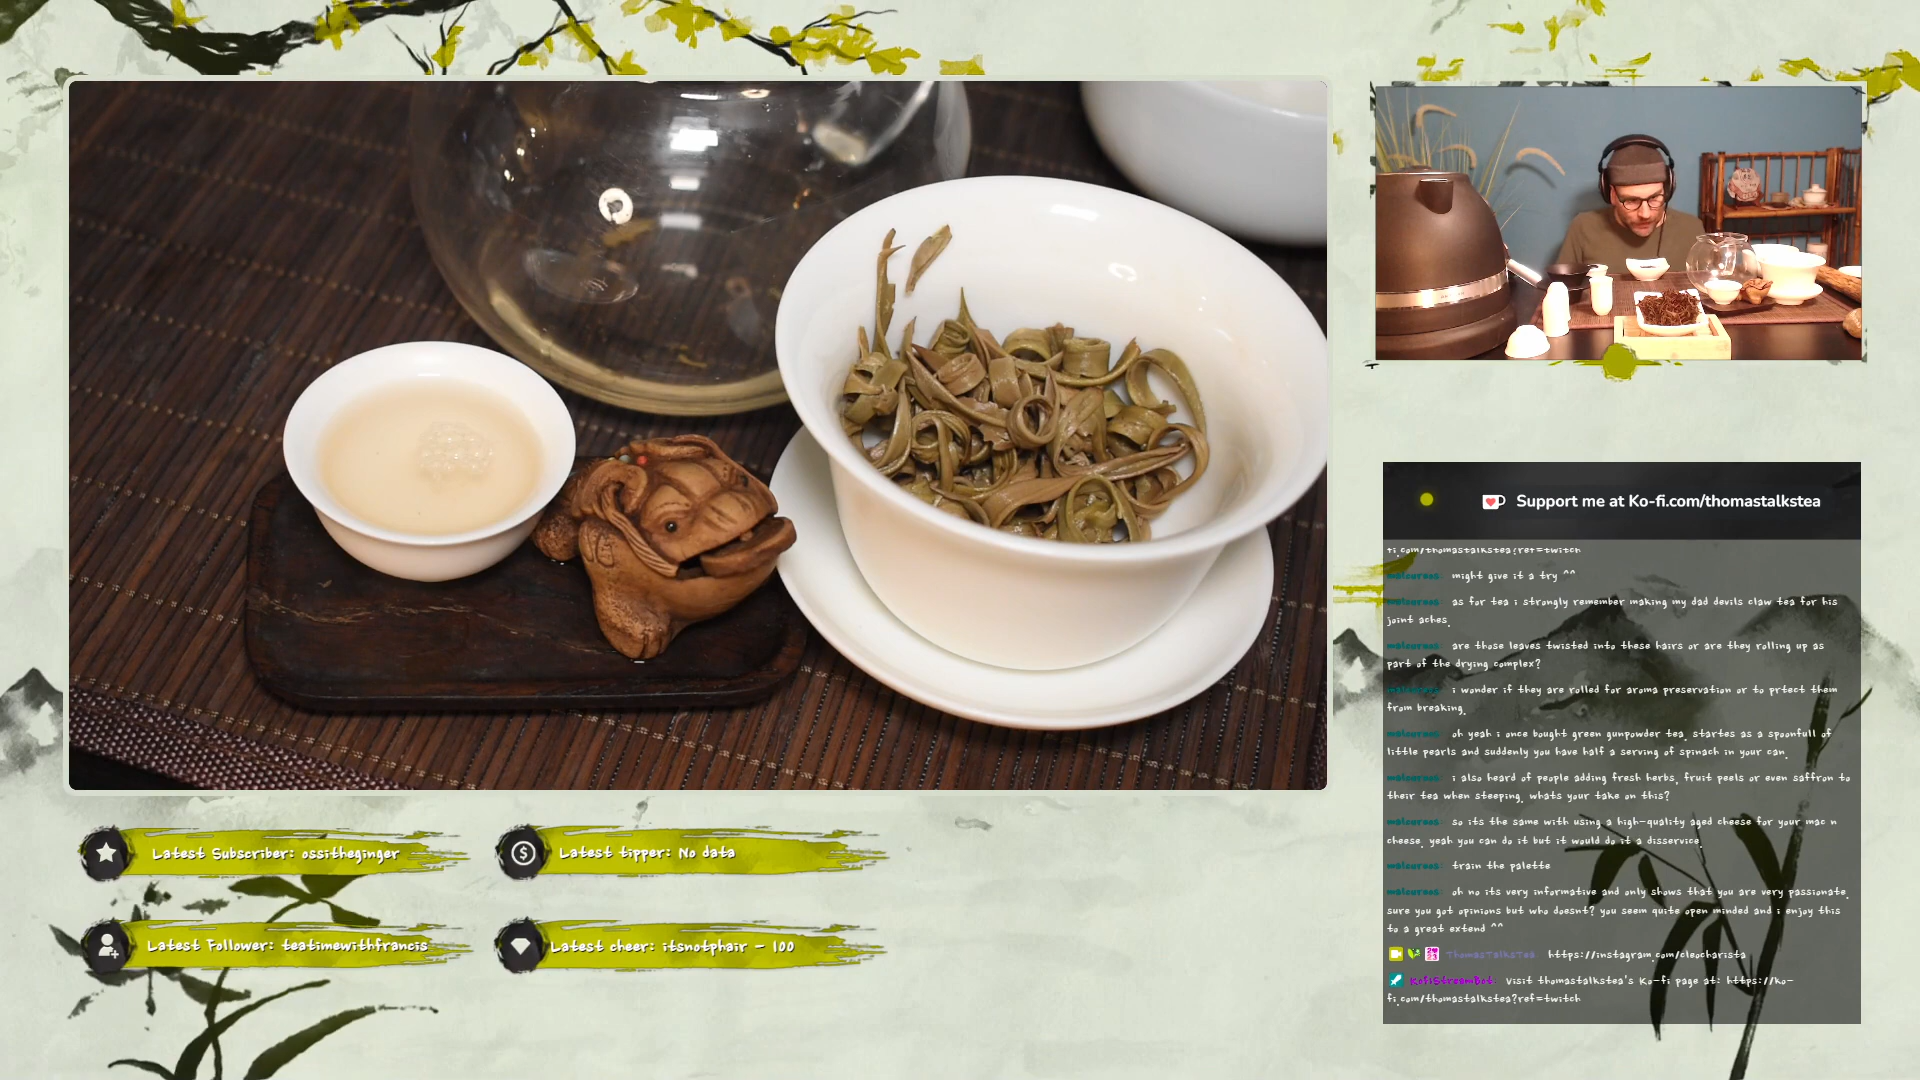 Support me at Ko-fi.com/thomastalkstea
fi.com/thomastalkstea?ref=twitch
might give it a try ^^
as for tea i strongly remember making my dad devils claw tea for his
joint aches.
are those leaves twisted into these hairs or are they rolling up as
part of the drying complex?
i wonder if they are rolled for aroma preservation or to prtect them
from breaking.
oh yeah i once bought green gunpowder tea. startes as a spoonfull of
little pearls and suddenly you have half a serving of spinach in your can.
i also heard of people adding fresh herbs, fruit peels or even saffron to
their tea when steeping. whats your take on this?
so its the same with using a high-quality aged cheese for your mac n
cheese. yeah you can do it but it would do it a disservice.
train the palette
oh no its very informative and only shows that you are very passionate.
sure you got opinions but who doesnt? you seem quite open minded and i enjoy this
to a great extend ^^
ThomasTalksTea: https://instagram.com/cleocharista
KofiStreamBot: Visit thomastalkstea's Ko-fi page at: https://ko-
fi.com/thomastalkstea?ref=twitch
Latest Subscriber: ossitheginger
Latest tipper: No data
Latest Follower: teatimewithfrancis
Latest cheer: itsnotphair - 100